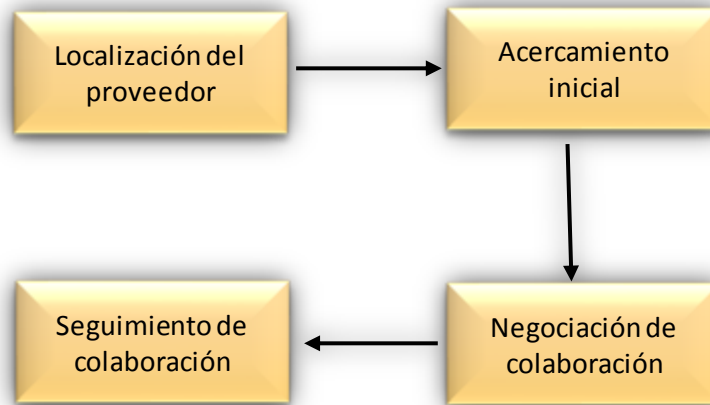 Localización del
proveedor
Acercamiento
inicial
Negociación de
colaboración
Seguimiento de
colaboración